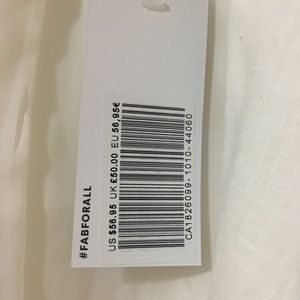 #FABFORALL
US $56.95 UK £50.00 EU 56,95€
CA1826099-1010-44060